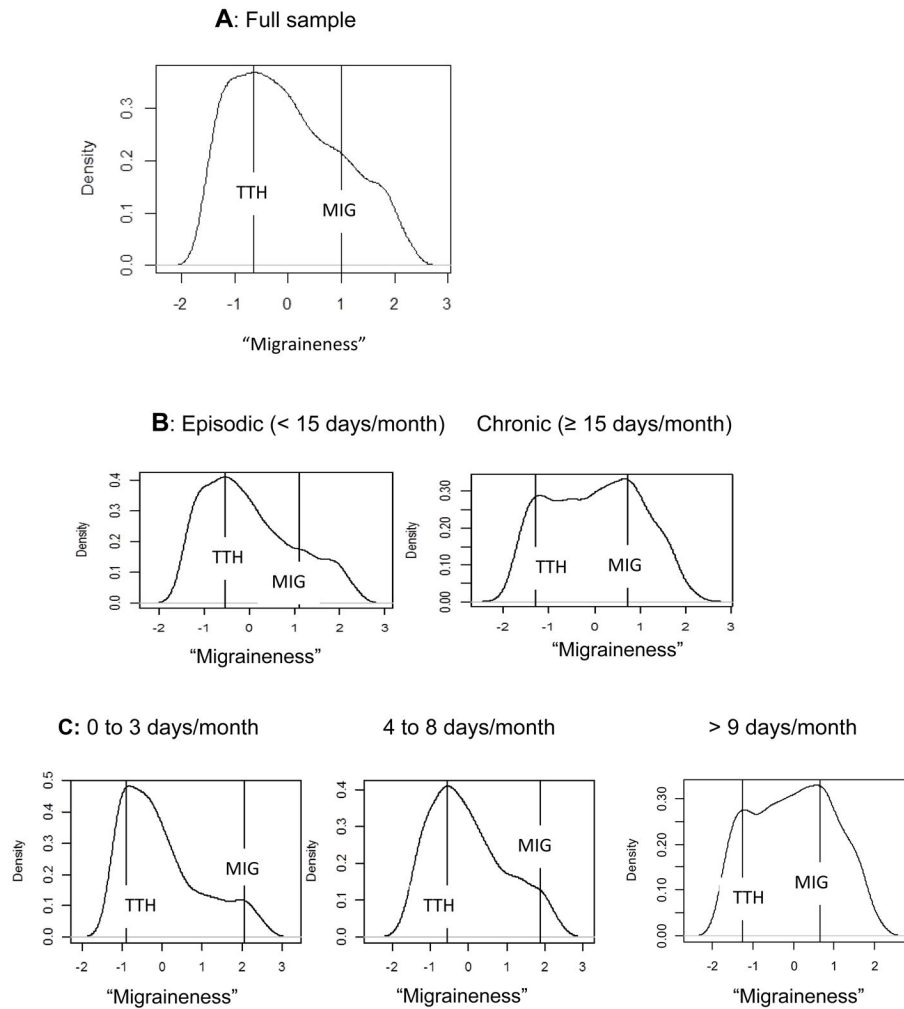 A: Full sample
Density
0.0 0.1 0.2 0.3
TTH
MIG
-2 -1 0 1 2 3
“Migraineness”
B: Episodic (< 15 days/month) Chronic (≥ 15 days/month)
Density
0.0 0.1 0.2 0.3 0.4
TTH
MIG
-2 -1 0 1 2 3
“Migraineness”
Density
0.00 0.10 0.20 0.30
TTH
MIG
-2 -1 0 1 2 3
“Migraineness”
C: 0 to 3 days/month 4 to 8 days/month > 9 days/month
Density
0.0 0.1 0.2 0.3 0.4 0.5
TTH
MIG
-2 -1 0 1 2 3
“Migraineness”
Density
0.0 0.1 0.2 0.3 0.4
TTH
MIG
-2 -1 0 1 2 3
“Migraineness”
Density
0.00 0.10 0.20 0.30
TTH
MIG
-2 -1 0 1 2
“Migraineness”